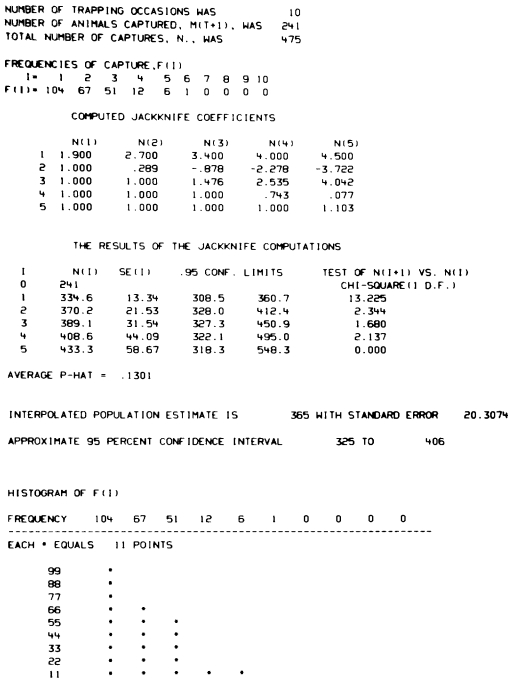 NUMBER OF TRAPPING OCCASIONS WAS 10
NUMBER OF ANIMALS CAPTURED, M(T+1), WAS 241
TOTAL NUMBER OF CAPTURES, N., WAS 475
FREQUENCIES OF CAPTURE,F(I)
I= 1 2 3 4 5 6 7 8 9 10
F(I)= 104 67 51 12 6 1 0 0 0 0
COMPUTED JACKKNIFE COEFFICIENTS
N(1) N(2) N(3) N(4) N(5)
1 1.900 2.700 3.400 4.000 4.500
2 1.000 .289 -.878 -2.278 -3.722
3 1.000 1.000 1.476 2.535 4.042
4 1.000 1.000 1.000 .743 .077
5 1.000 1.000 1.000 1.000 1.103
THE RESULTS OF THE JACKKNIFE COMPUTATIONS
I N(I) SE(I) .95 CONF. LIMITS TEST OF N(I+1) VS. N(I)
0 241 CHI-SQUARE(1 D.F.)
1 334.6 13.34 308.5 360.7 13.225
2 370.2 21.53 328.0 412.4 2.344
3 389.1 31.54 327.3 450.9 1.680
4 408.6 44.09 322.1 495.0 2.137
5 433.3 58.67 318.3 548.3 0.000
AVERAGE P-HAT = .1301
INTERPOLATED POPULATION ESTIMATE IS 365 WITH STANDARD ERROR 20.3074
APPROXIMATE 95 PERCENT CONFIDENCE INTERVAL 325 TO 406
HISTOGRAM OF F(I)
FREQUENCY 104 67 51 12 6 1 0 0 0 0
--------------------------------------------------
EACH * EQUALS 11 POINTS
99 *
88 *
77 *
66 * *
55 * * *
44 * * *
33 * * *
22 * * *
11 * * * * *